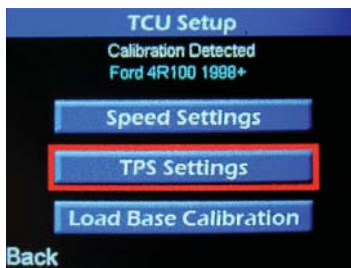 TCU Setup
Calibration Detected
Ford 4R100 1998+
Speed Settings
TPS Settings
Load Base Calibration
Back